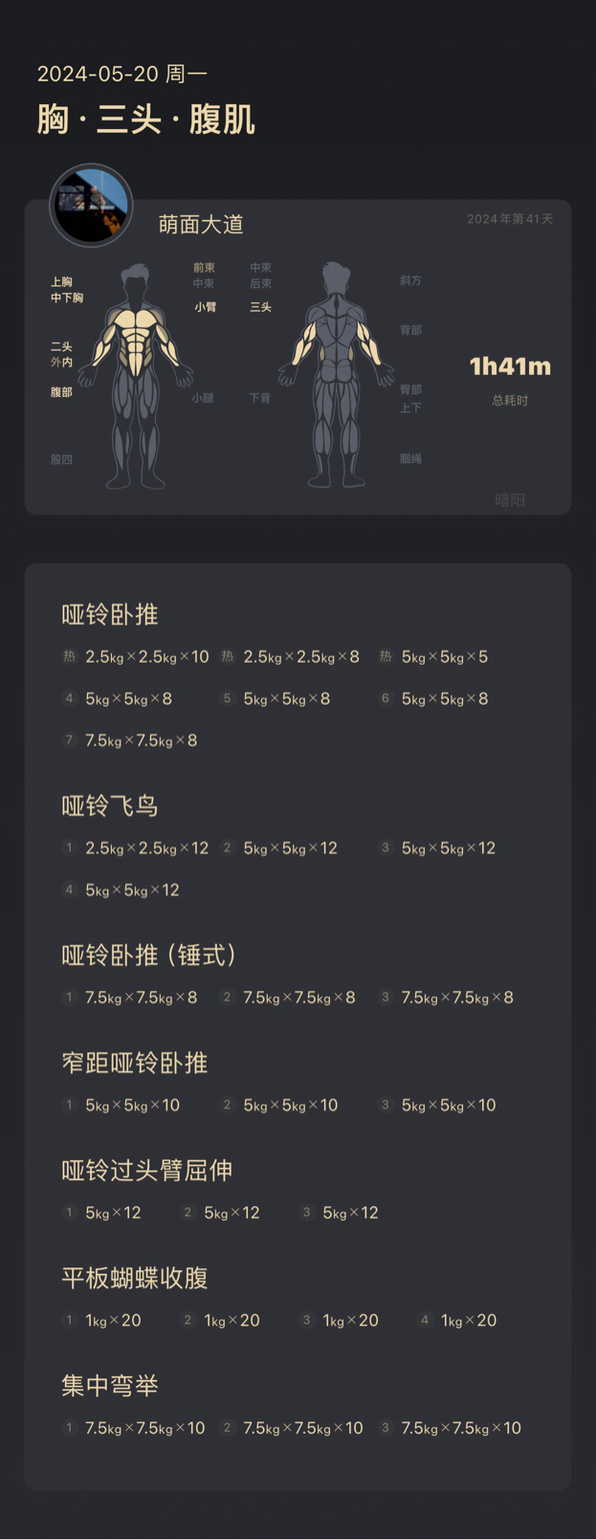 2024-05-20 周一
胸 · 三头 · 腹肌
萌面大道
2024年第41天
上胸
中下胸
前束
中束
小臂
中束
后束
三头
斜方
二头
外内
背部
1h41m
总耗时
腹部
小腿
下背
臀部
上下
股四
腘绳
暗阳
哑铃卧推
热 2.5kg×2.5kg×10 热 2.5kg×2.5kg×8 热 5kg×5kg×5
4 5kg×5kg×8 5 5kg×5kg×8 6 5kg×5kg×8
7 7.5kg×7.5kg×8
哑铃飞鸟
1 2.5kg×2.5kg×12 2 5kg×5kg×12 3 5kg×5kg×12
4 5kg×5kg×12
哑铃卧推（锤式）
1 7.5kg×7.5kg×8 2 7.5kg×7.5kg×8 3 7.5kg×7.5kg×8
窄距哑铃卧推
1 5kg×5kg×10 2 5kg×5kg×10 3 5kg×5kg×10
哑铃过头臂屈伸
1 5kg×12 2 5kg×12 3 5kg×12
平板蝴蝶收腹
1 1kg×20 2 1kg×20 3 1kg×20 4 1kg×20
集中弯举
1 7.5kg×7.5kg×10 2 7.5kg×7.5kg×10 3 7.5kg×7.5kg×10